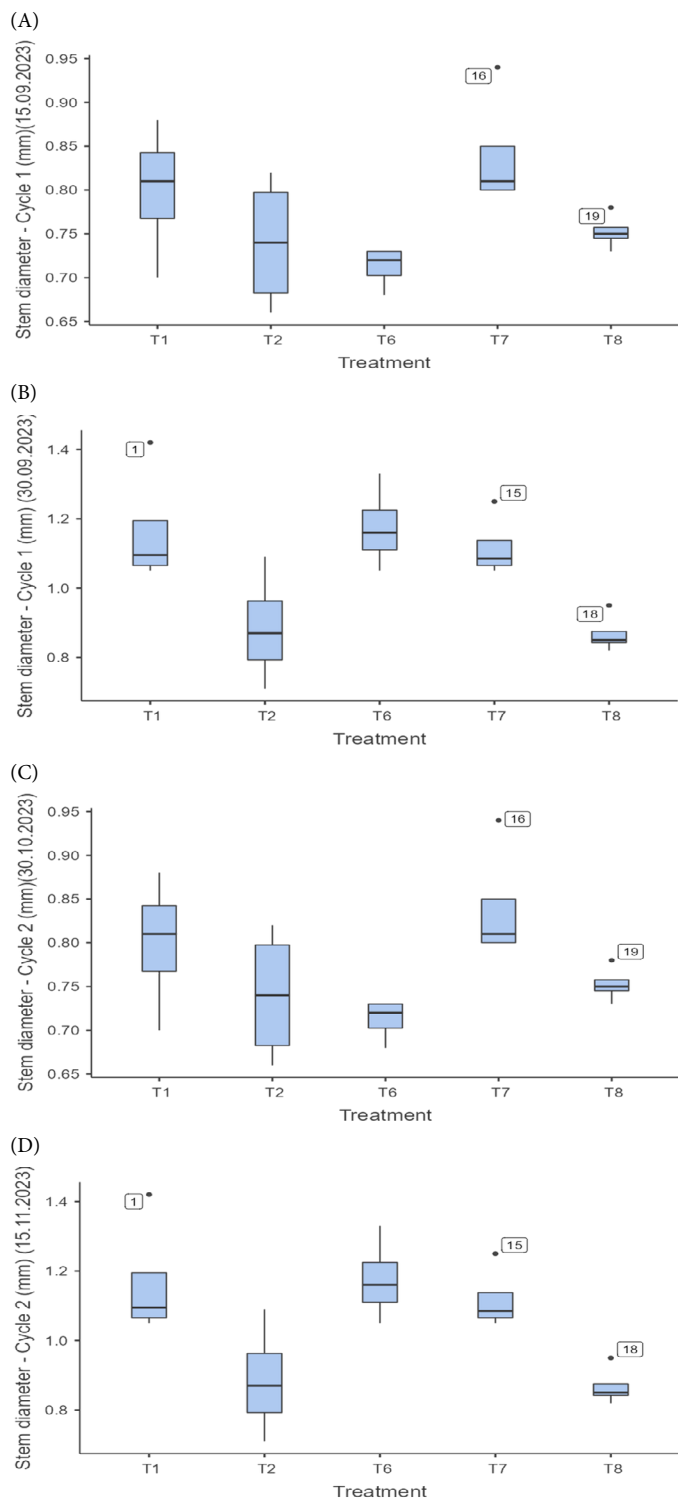 (A)
Stem diameter - Cycle 1 (mm)(15.09.2023)
0.95
0.90
0.85
0.80
0.75
0.70
0.65
16
19
T1 T2 T6 T7 T8
Treatment
(B)
Stem diameter - Cycle 1 (mm) (30.09.2023)
1.4
1.2
1.0
0.8
1
15
18
T1 T2 T6 T7 T8
Treatment
(C)
Stem diameter - Cycle 2 (mm)(30.10.2023)
0.95
0.90
0.85
0.80
0.75
0.70
0.65
16
19
T1 T2 T6 T7 T8
Treatment
(D)
Stem diameter - Cycle 2 (mm) (15.11.2023)
1.4
1.2
1.0
0.8
1
15
18
T1 T2 T6 T7 T8
Treatment